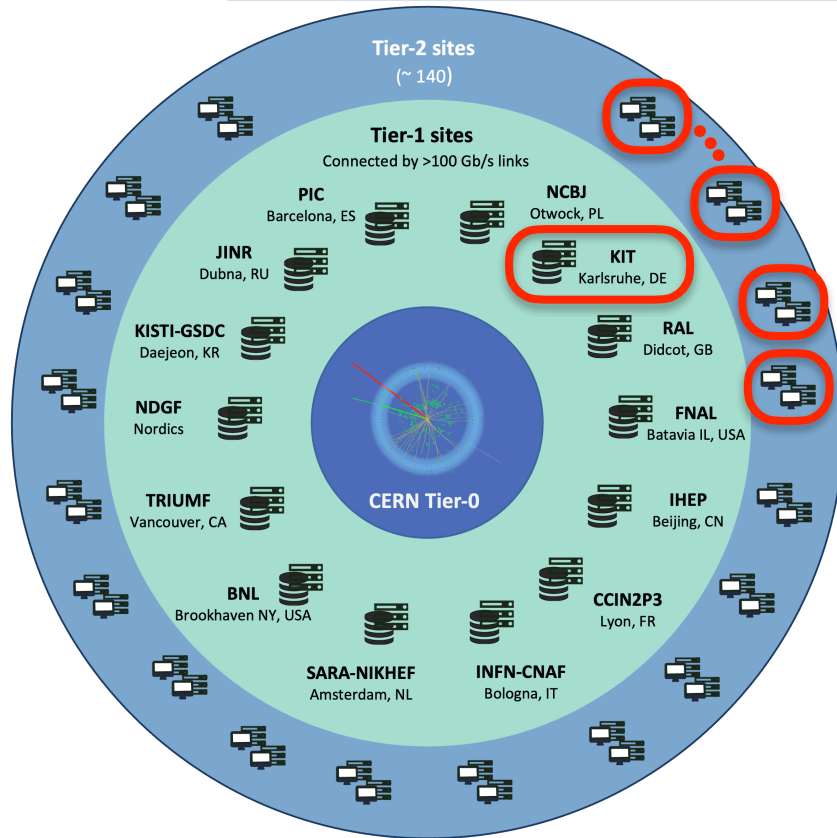 Tier-2 sites
(~ 140)
Tier-1 sites
Connected by >100 Gb/s links
PIC
Barcelona, ES
NCBJ
Otwock, PL
JINR
Dubna, RU
KIT
Karlsruhe, DE
KISTI-GSDC
Daejeon, KR
RAL
Didcot, GB
NDGF
Nordics
FNAL
Batavia IL, USA
CERN Tier-0
TRIUMF
Vancouver, CA
IHEP
Beijing, CN
BNL
Brookhaven NY, USA
CCIN2P3
Lyon, FR
SARA-NIKHEF
Amsterdam, NL
INFN-CNAF
Bologna, IT